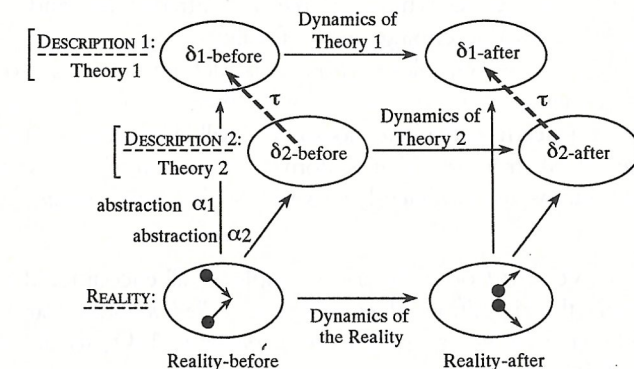 Dynamics of
Theory 1
DESCRIPTION 1:
Theory 1
δ1-before
δ1-after
τ
τ
DESCRIPTION 2:
Theory 2
δ2-before
Dynamics of
Theory 2
δ2-after
abstraction α1
abstraction α2
REALITY:
Dynamics of
the Reality
Reality-before
Reality-after